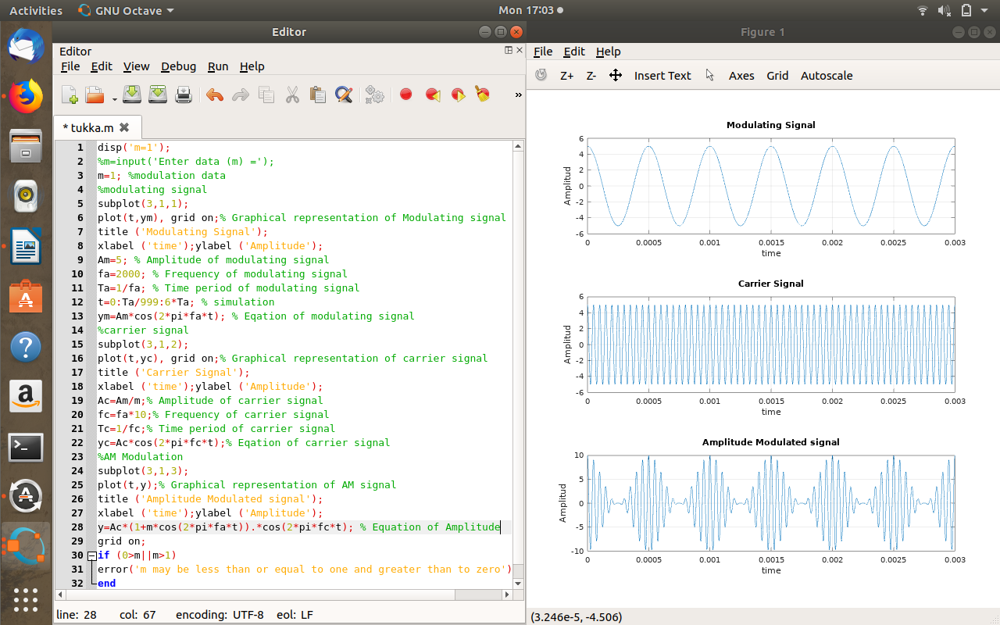 Activities GNU Octave Mon 17:03
Editor
Editor
File Edit View Debug Run Help
»
* tukka.m
1 disp('m=1');
2 %m=input('Enter data (m) =');
3 m=1; %modulation data
4 %modulating signal
5 subplot(3,1,1);
6 plot(t,ym), grid on;% Graphical representation of Modulating signal
7 title ('Modulating Signal');
8 xlabel ('time');ylabel ('Amplitude');
9 Am=5; % Amplitude of modulating signal
10 fa=2000; % Frequency of modulating signal
11 Ta=1/fa; % Time period of modulating signal
12 t=0:Ta/999:6*Ta; % simulation
13 ym=Am*cos(2*pi*fa*t); % Eqation of modulating signal
14 %carrier signal
15 subplot(3,1,2);
16 plot(t,yc), grid on;% Graphical representation of carrier signal
17 title ('Carrier Signal');
18 xlabel ('time');ylabel ('Amplitude');
19 Ac=Am/m;% Amplitude of carrier signal
20 fc=fa*10;% Frequency of carrier signal
21 Tc=1/fc;% Time period of carrier signal
22 yc=Ac*cos(2*pi*fc*t);% Eqation of carrier signal
23 %AM Modulation
24 subplot(3,1,3);
25 plot(t,y);% Graphical representation of AM signal
26 title ('Amplitude Modulated signal');
27 xlabel ('time');ylabel ('Amplitude');
28 y=Ac*(1+m*cos(2*pi*fa*t)).*cos(2*pi*fc*t); % Equation of Amplitude
29 grid on;
30 if (0>m||m>1)
31 error('m may be less than or equal to one and greater than to zero')
32 end
line: 28 col: 67 encoding: UTF-8 eol: LF
Figure 1
File Edit Help
Z+ Z- Insert Text Axes Grid Autoscale
Modulating Signal
6
4
2
0
-2
-4
-6
Amplitud
0 0.0005 0.001 0.0015 0.002 0.0025 0.003
time
Carrier Signal
6
4
2
0
-2
-4
-6
Amplitud
0 0.0005 0.001 0.0015 0.002 0.0025 0.003
time
Amplitude Modulated signal
10
5
0
-5
-10
Amplitud
0 0.0005 0.001 0.0015 0.002 0.0025 0.003
time
(3.246e-5, -4.506)